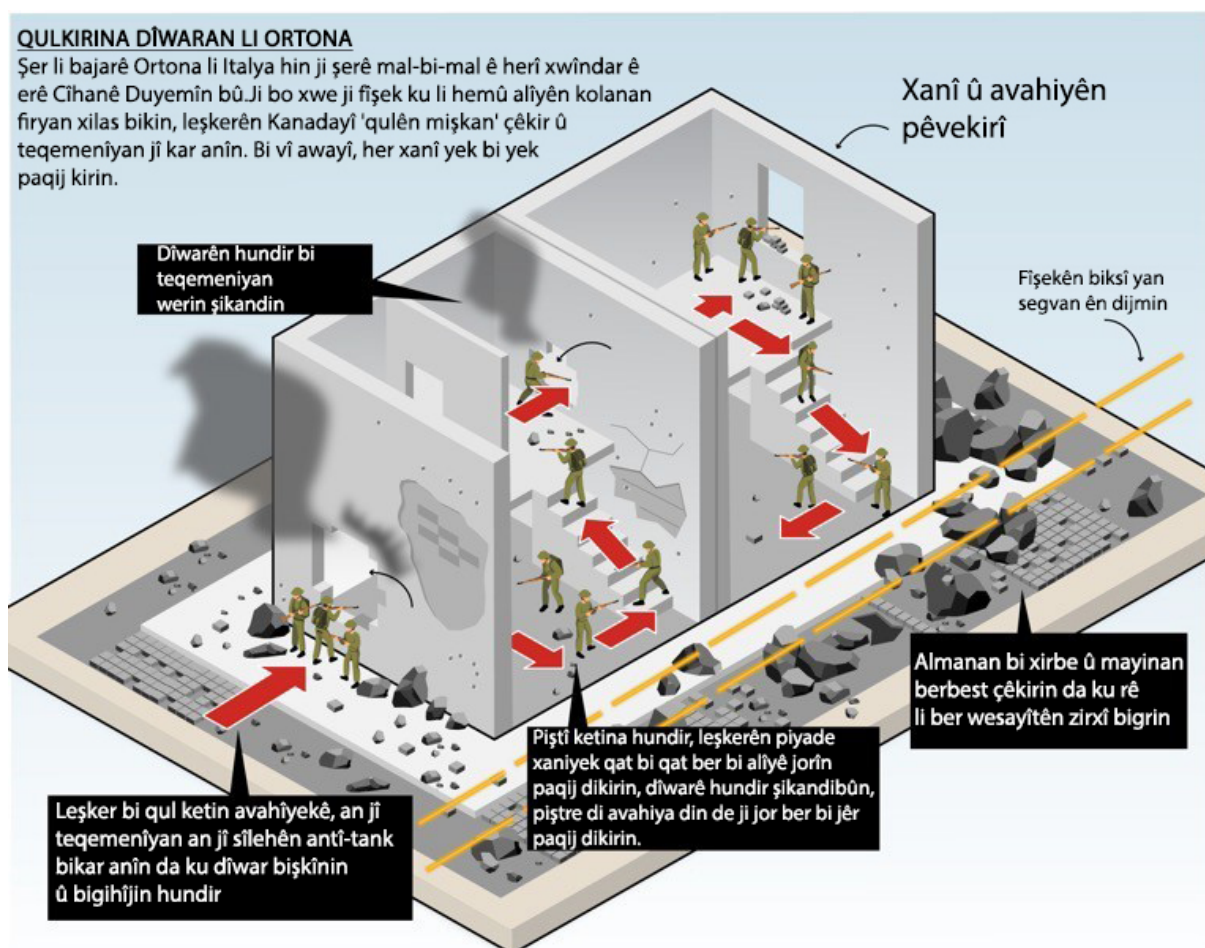 QULKIRINA DÎWARAN LI ORTONA
Şer li bajarê Ortona li Italya hin ji şerê mal-bi-mal ê herî xwîndar ê
erê Cîhanê Duyemîn bû.Ji bo xwe ji fîşek ku li hemû alîyên kolanan
firyan xilas bikin, leşkerên Kanadayî 'qulên mişkan' çêkir û
teqemenîyan jî kar anîn. Bi vî awayî, her xanî yek bi yek
paqij kirin.
Xanî û avahiyên
pêvekirî
Dîwarên hundir bi
teqemeniyan
werin şikandin
Fîşekên biksî yan
segvan ên dijmin
Almanan bi xirbe û mayinan
berbest çêkirin da ku rê
li ber wesayîtên zirxî bigrin
Piştî ketina hundir, leşkerên piyade
xaniyek qat bi qat ber bi alîyê jorîn
paqij dikirin, dîwarê hundir şikandibûn,
piştre di avahiya din de ji jor ber bi jêr
paqij dikirin.
Leşker bi qul ketin avahîyekê, an jî
teqemenîyan an jî sîlehên antî-tank
bikar anîn da ku dîwar bişkînin
û bigihîjin hundir